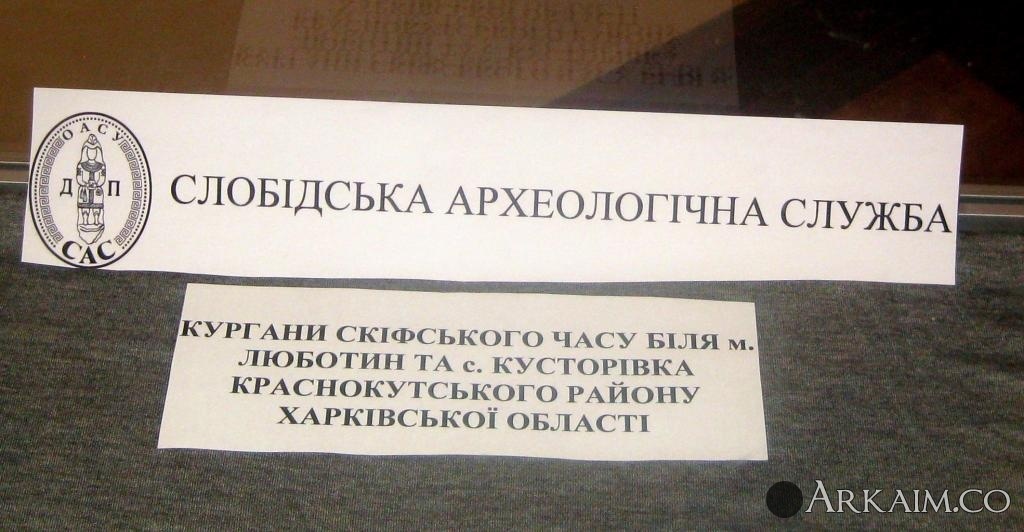 ОАСУ
Д П
САС
СЛОБІДСЬКА АРХЕОЛОГІЧНА СЛУЖБА
КУРГАНИ СКІФСЬКОГО ЧАСУ БІЛЯ м.
ЛЮБОТИН ТА с. КУСТОРІВКА
КРАСНОКУТСЬКОГО РАЙОНУ
ХАРКІВСЬКОЇ ОБЛАСТІ
ARKAIM.CO